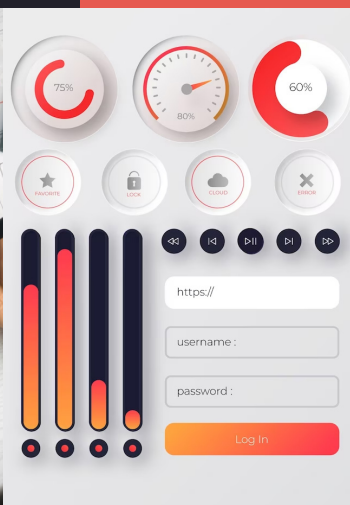 75%
80%
60%
FAVORITE
LOCK
CLOUD
ERROR
https://
username :
password :
Log In